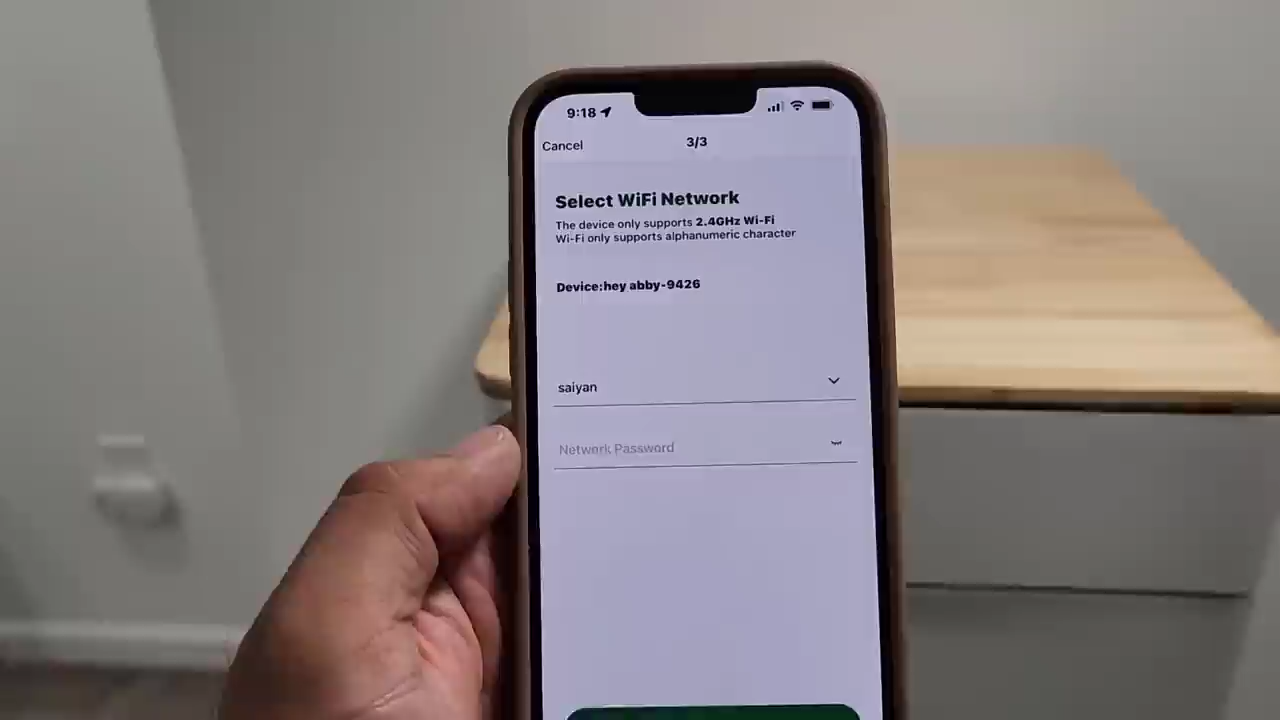 9:18
Cancel
3/3
Select WiFi Network
The device only supports 2.4GHz Wi-Fi
Wi-Fi only supports alphanumeric character
Device:hey abby-9426
saiyan
Network Password